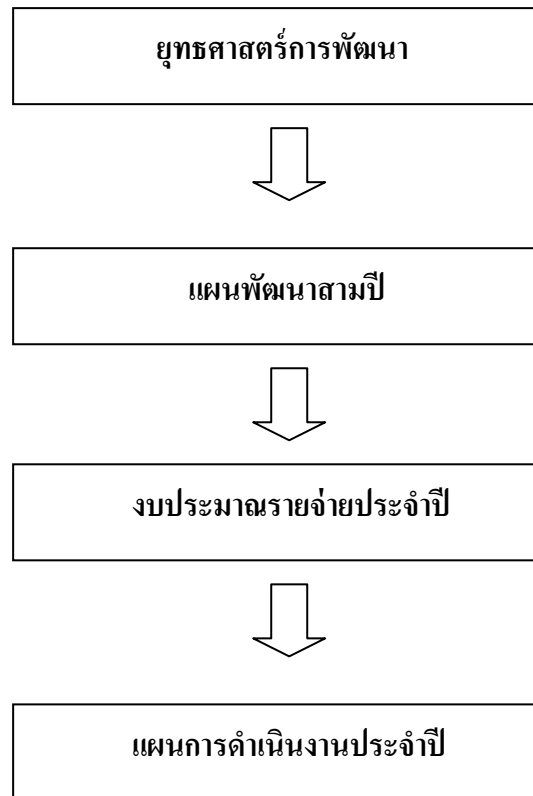 ยุทธศาสตร์การพัฒนา
แผนพัฒนาสามปี
งบประมาณรายจ่ายประจำปี
แผนการดำเนินงานประจำปี